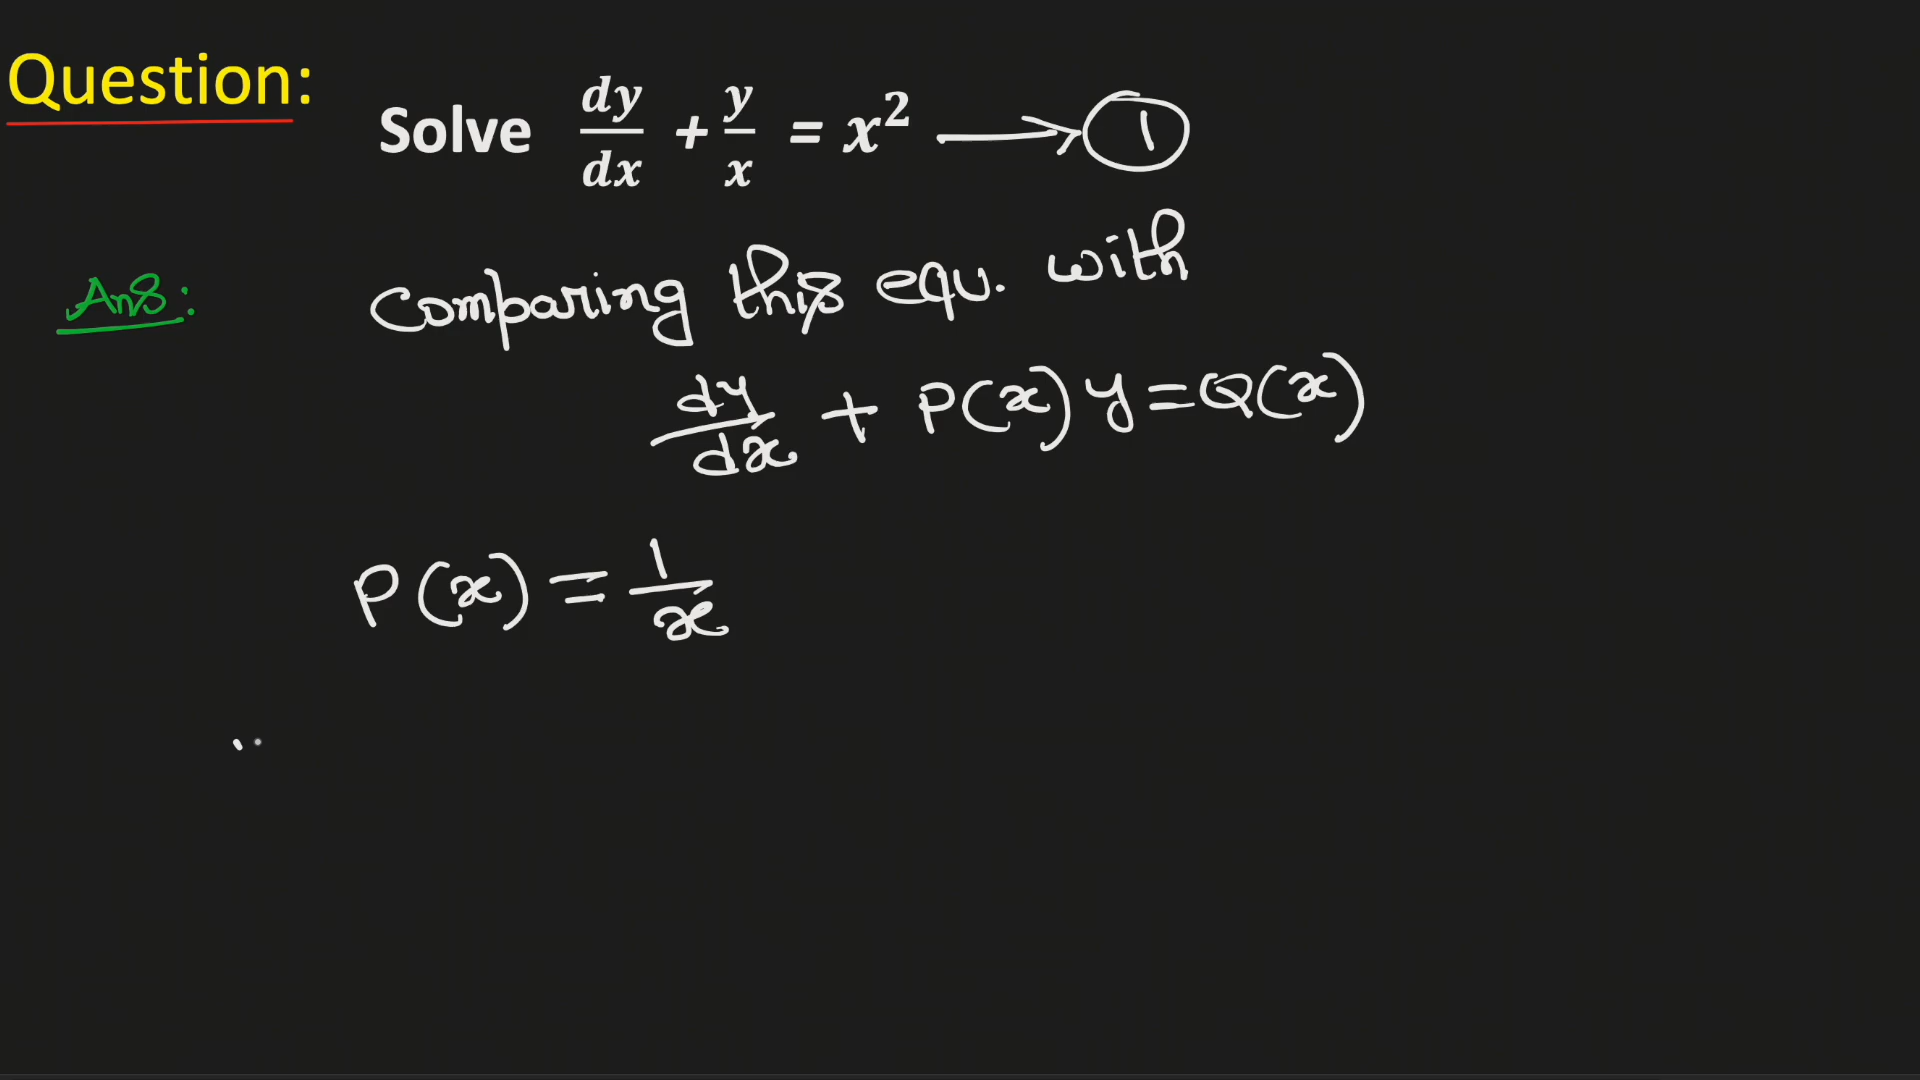 Question:
Solve dy/dx + y/x = x² → ①
Ans:
Comparing this equ. with
dy/dx + P(x) y = Q(x)
P(x) = 1/x